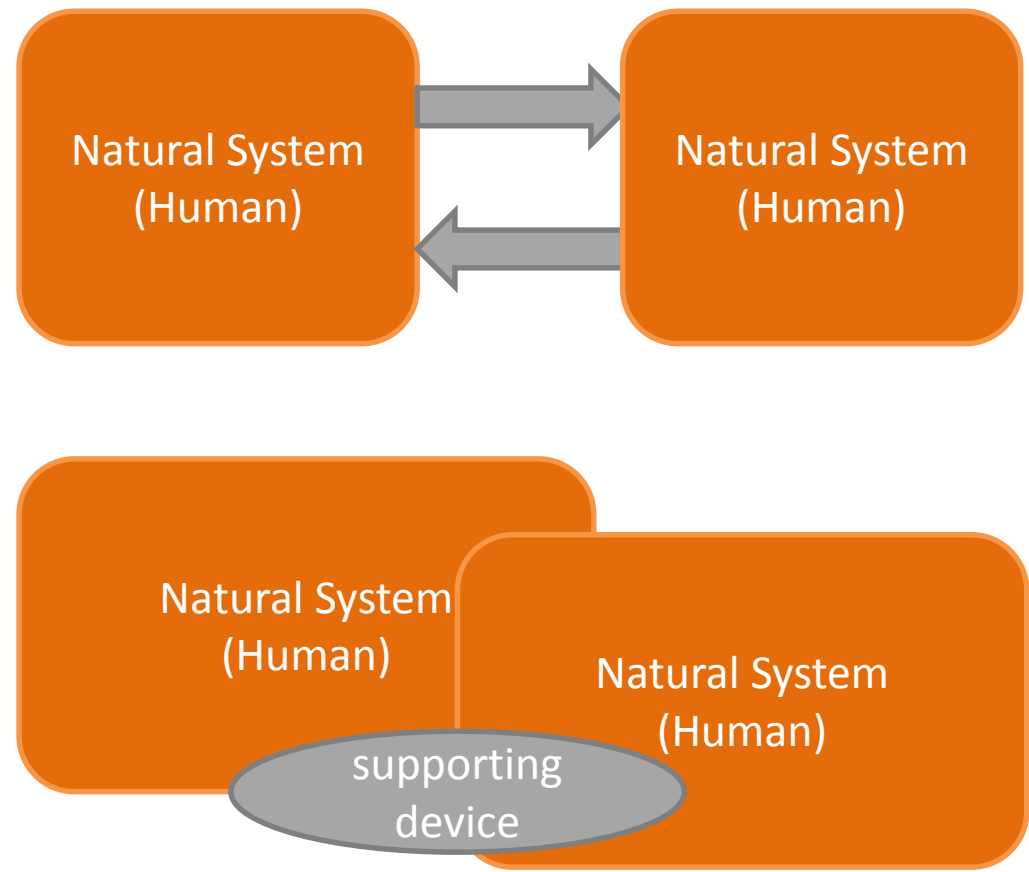 Natural System
(Human)
Natural System
(Human)
Natural System
(Human)
Natural System
(Human)
supporting
device